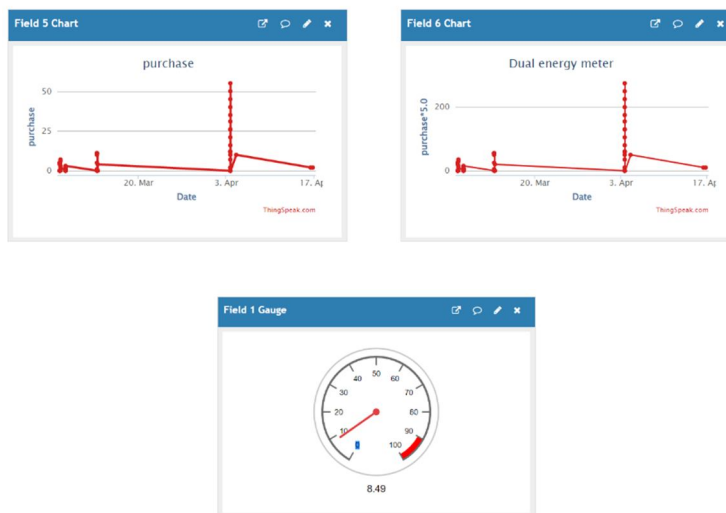 Field 5 Chart
purchase
50
25
0
purchase
20. Mar
3. Apr
17. Ap
Date
ThingSpeak.com
Field 6 Chart
Dual energy meter
200
0
purchase*5.0
20. Mar
3. Apr
17. Ap
Date
ThingSpeak.com
Field 1 Gauge
0
10
20
30
40
50
60
70
80
90
100
8.49